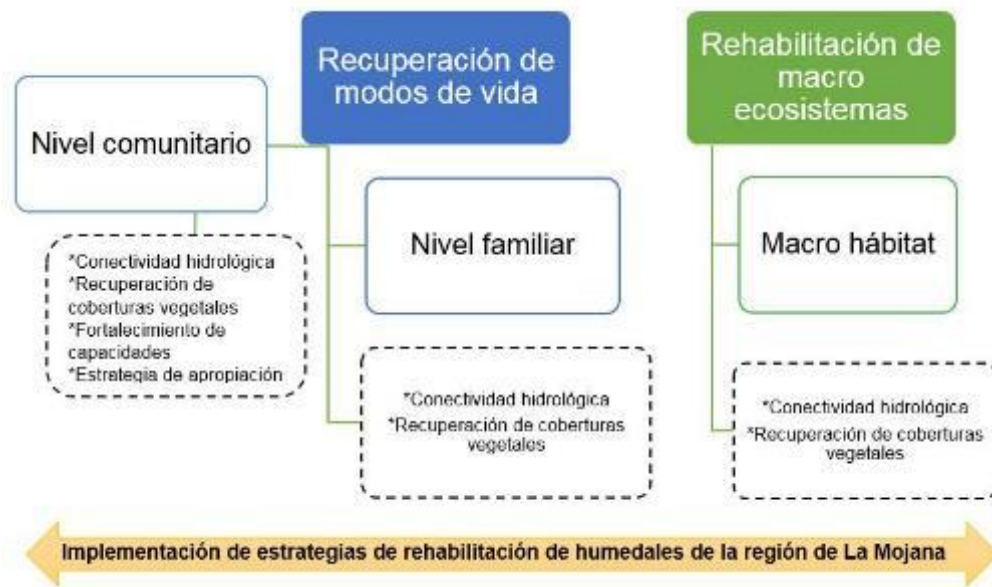 Recuperación de
modos de vida
Rehabilitación de
macro
ecosistemas
Nivel comunitario
Nivel familiar
Macro hábitat
*Conectividad hidrológica
*Recuperación de
coberturas vegetales
*Fortalecimiento de
capacidades
*Estrategia de apropiación
*Conectividad hidrológica
*Recuperación de coberturas
vegetales
*Conectividad hidrológica
*Recuperación de coberturas
vegetales
Implementación de estrategias de rehabilitación de humedales de la región de La Mojana